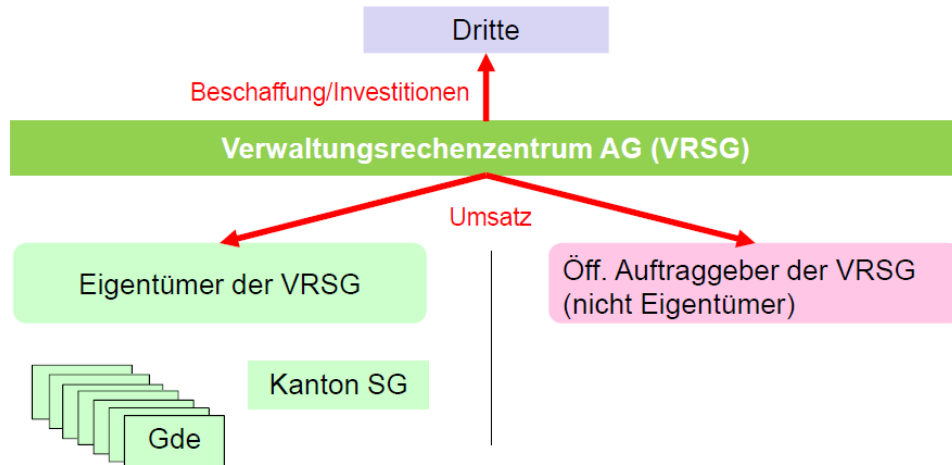 Dritte
Beschaffung/Investitionen
Verwaltungsrechenzentrum AG (VRSG)
Umsatz
Eigentümer der VRSG
Öff. Auftraggeber der VRSG
(nicht Eigentümer)
Kanton SG
Gde